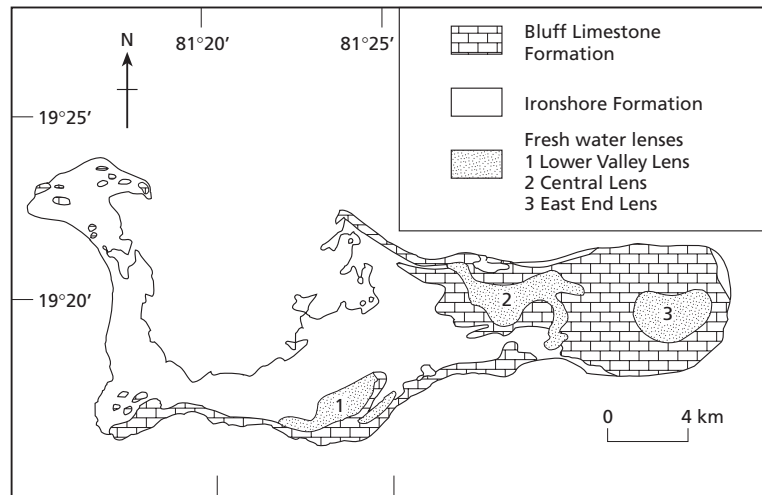 81°20’
81°25’
N
19°25’
19°20’
Bluff Limestone
Formation
Ironshore Formation
Fresh water lenses
1 Lower Valley Lens
2 Central Lens
3 East End Lens
2
3
1
0 4 km